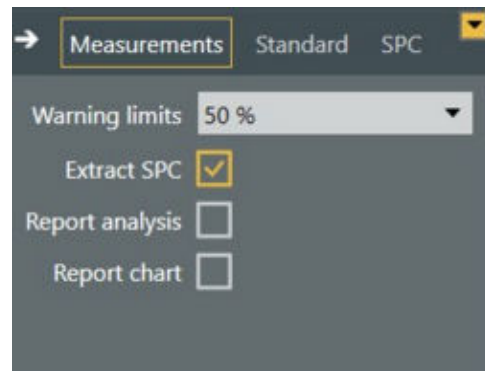 Measurements Standard SPC
Warning limits 50 %
Extract SPC
Report analysis
Report chart